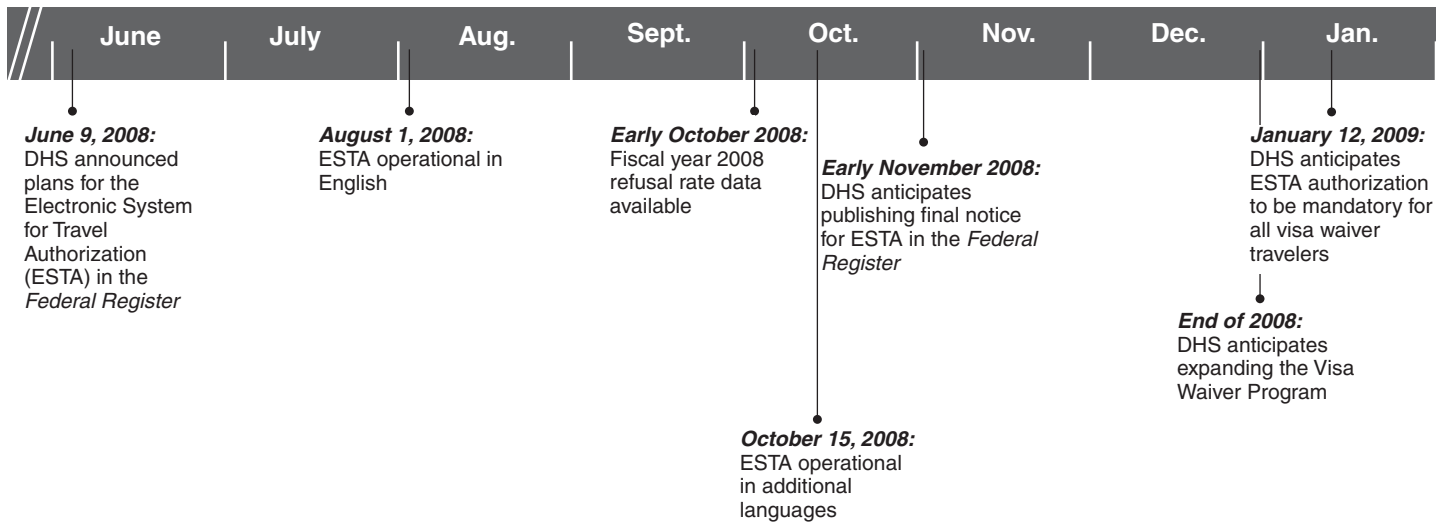 June July Aug. Sept. Oct. Nov. Dec. Jan.
June 9, 2008:
DHS announced
plans for the
Electronic System
for Travel
Authorization
(ESTA) in the
Federal Register
August 1, 2008:
ESTA operational in
English
Early October 2008:
Fiscal year 2008
refusal rate data
available
October 15, 2008:
ESTA operational
in additional
languages
Early November 2008:
DHS anticipates
publishing final notice
for ESTA in the Federal
Register
End of 2008:
DHS anticipates
expanding the Visa
Waiver Program
January 12, 2009:
DHS anticipates
ESTA authorization
to be mandatory for
all visa waiver
travelers